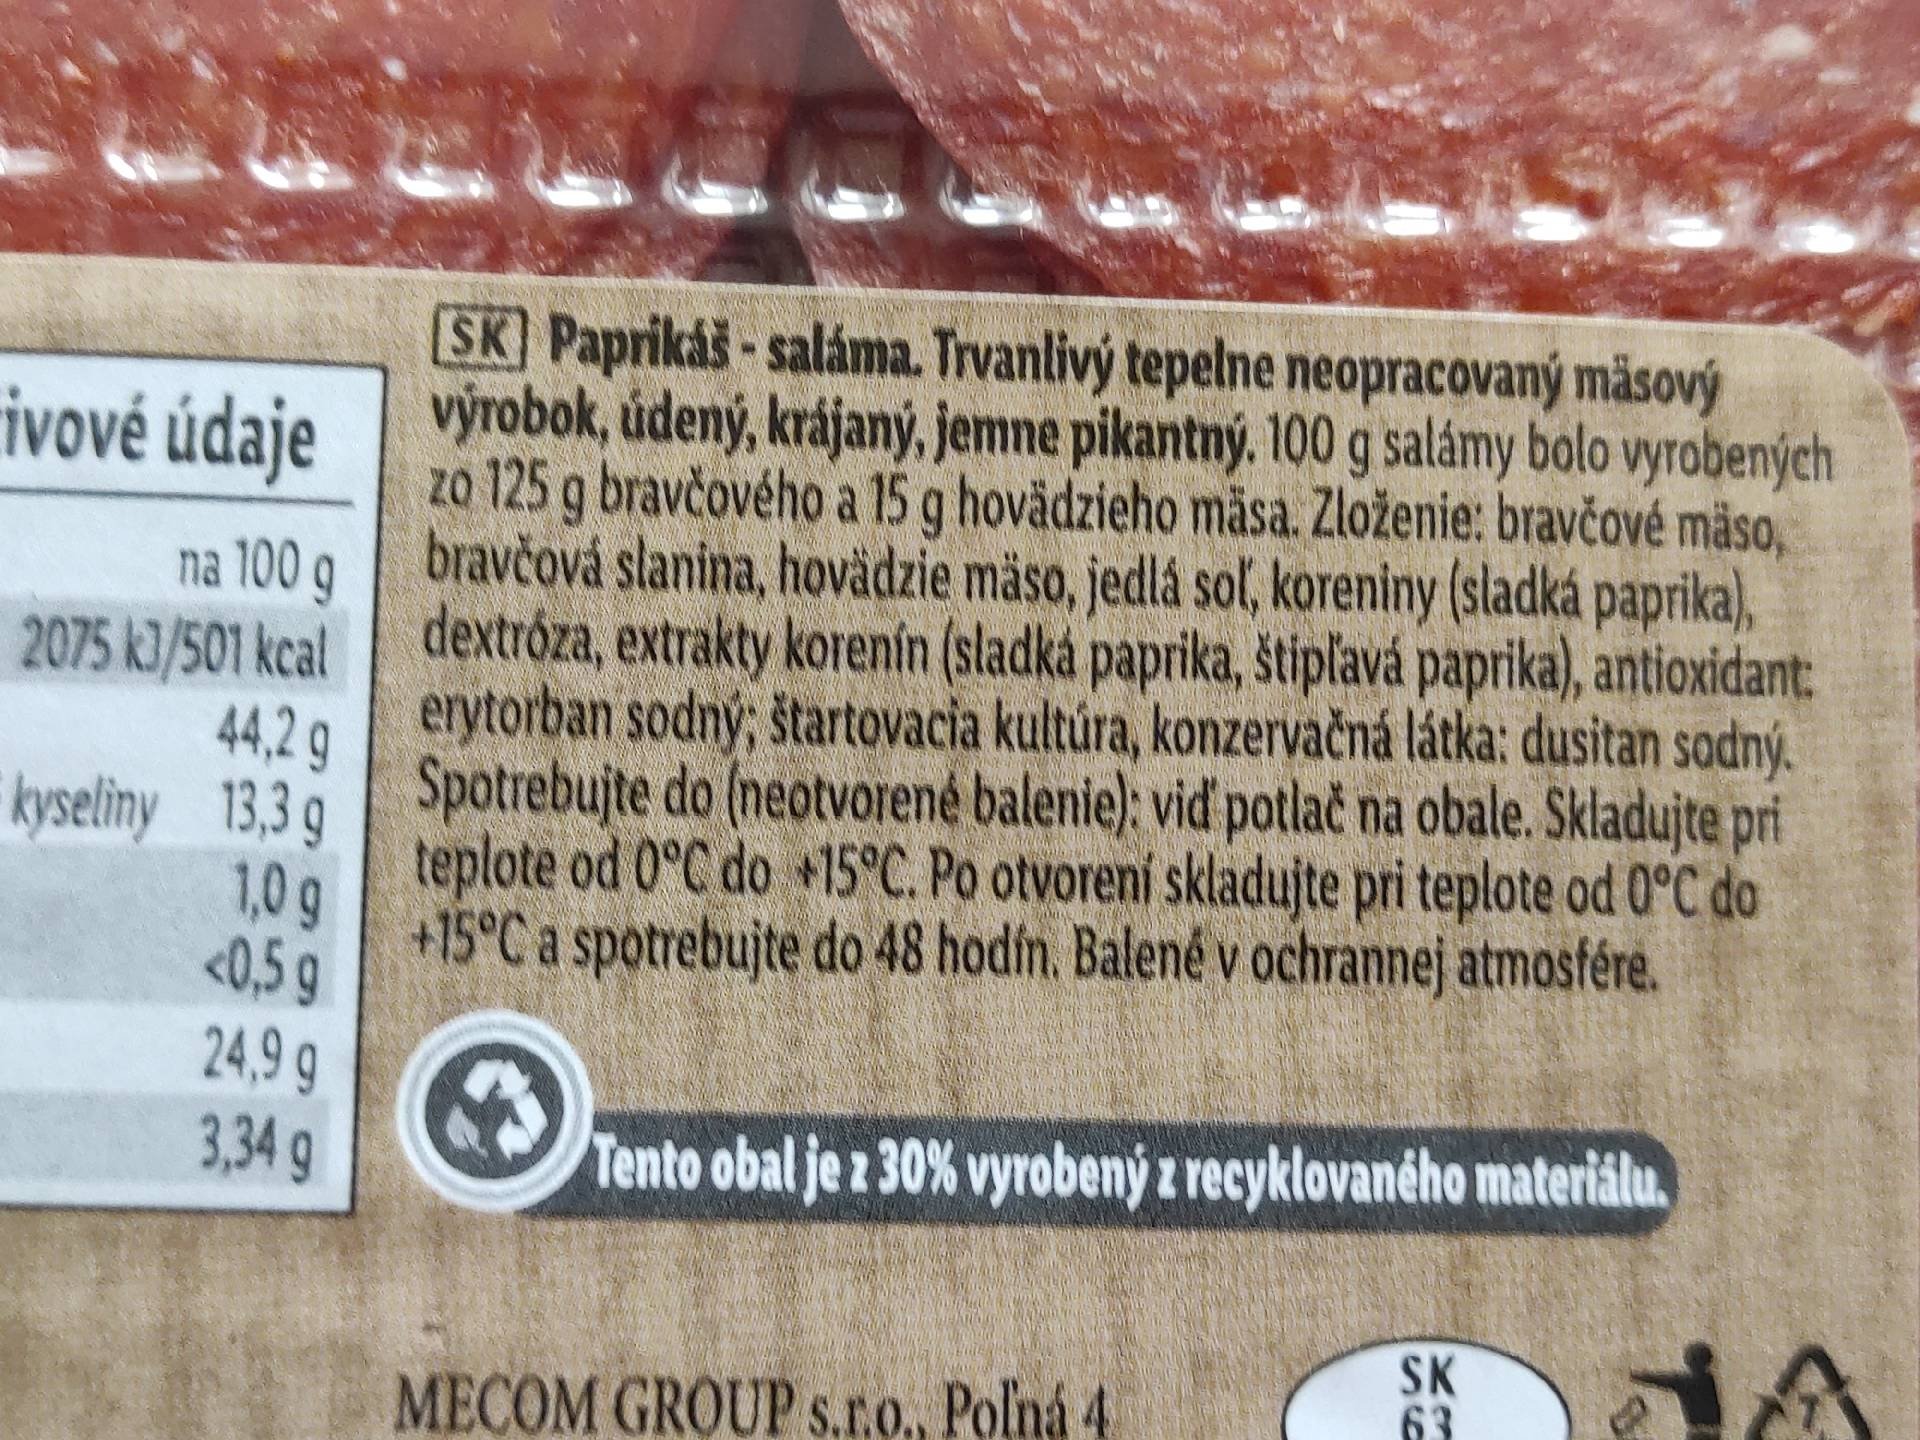 ivové údaje
na 100 g
2075 kJ/501 kcal
44,2 g
kyseliny 13,3 g
1,0 g
<0,5 g
24,9 g
3,34 g
SK Paprikáš - saláma. Trvanlivý tepelne neopracovaný mäsový
výrobok, údený, krájaný, jemne pikantný. 100 g salámy bolo vyrobených
zo 125 g bravčového a 15 g hovädzieho mäsa. Zloženie: bravčové mäso,
bravčová slanina, hovädzie mäso, jedlá soľ, koreniny (sladká paprika),
dextróza, extrakty korenín (sladká paprika, štipľavá paprika), antioxidant:
erytorban sodný; štartovacia kultúra, konzervačná látka: dusitan sodný.
Spotrebujte do (neotvorené balenie): viď potlač na obale. Skladujte pri
teplote od 0°C do +15°C. Po otvorení skladujte pri teplote od 0°C do
+15°C a spotrebujte do 48 hodín. Balené v ochrannej atmosfére.
Tento obal je z 30% vyrobený z recyklovaného materiálu.
MECOM GROUP s.r.o., Poľná 4
SK
63